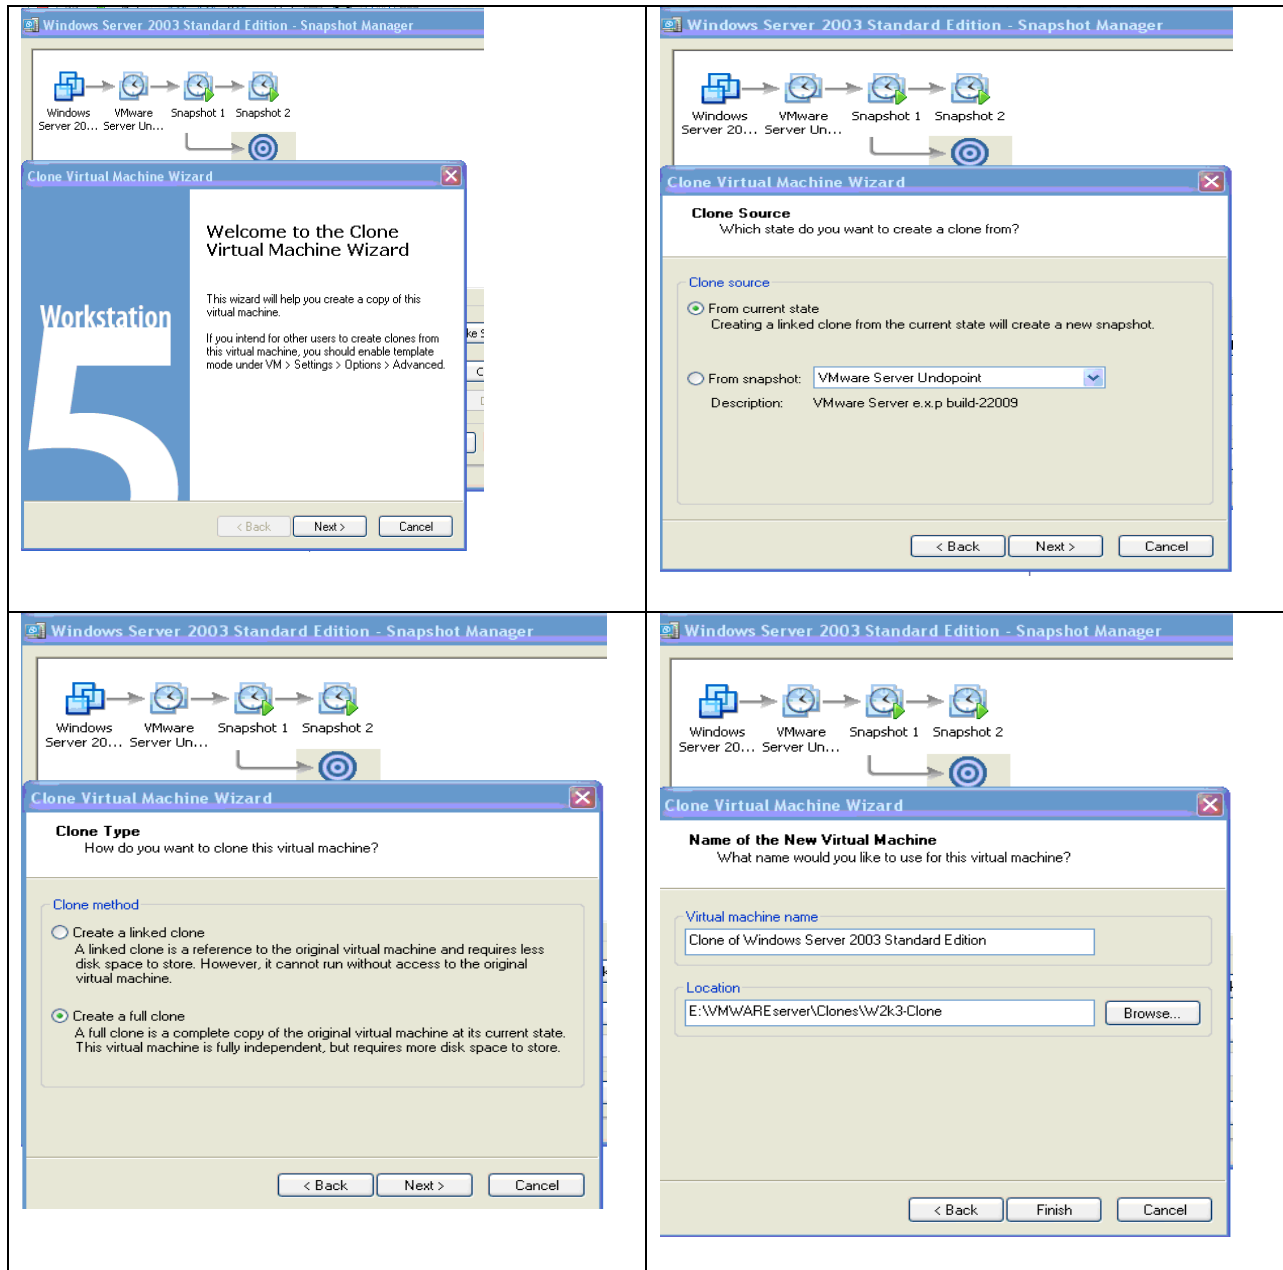 Windows Server 2003 Standard Edition - Snapshot Manager
Windows VMware Snapshot 1 Snapshot 2
Server 20... Server Un...
Clone Virtual Machine Wizard
Welcome to the Clone
Virtual Machine Wizard
Workstation
5
This wizard will help you create a copy of this
virtual machine.
If you intend for other users to create clones from
this virtual machine, you should enable template
mode under VM > Settings > Options > Advanced.
< Back Next > Cancel
Windows Server 2003 Standard Edition - Snapshot Manager
Windows VMware Snapshot 1 Snapshot 2
Server 20... Server Un...
Clone Virtual Machine Wizard
Clone Source
Which state do you want to create a clone from?
Clone source
From current state
Creating a linked clone from the current state will create a new snapshot.
From snapshot: VMware Server Undopoint
Description: VMware Server e.x.p build-22009
< Back Next > Cancel
Windows Server 2003 Standard Edition - Snapshot Manager
Windows VMware Snapshot 1 Snapshot 2
Server 20... Server Un...
Clone Virtual Machine Wizard
Clone Type
How do you want to clone this virtual machine?
Clone method
Create a linked clone
A linked clone is a reference to the original virtual machine and requires less
disk space to store. However, it cannot run without access to the original
virtual machine.
Create a full clone
A full clone is a complete copy of the original virtual machine at its current state.
This virtual machine is fully independent, but requires more disk space to store.
< Back Next > Cancel
Windows Server 2003 Standard Edition - Snapshot Manager
Windows VMware Snapshot 1 Snapshot 2
Server 20... Server Un...
Clone Virtual Machine Wizard
Name of the New Virtual Machine
What name would you like to use for this virtual machine?
Virtual machine name
Clone of Windows Server 2003 Standard Edition
Location
E:\VMWAREserver\Clones\W2k3-Clone
Browse...
< Back Finish Cancel